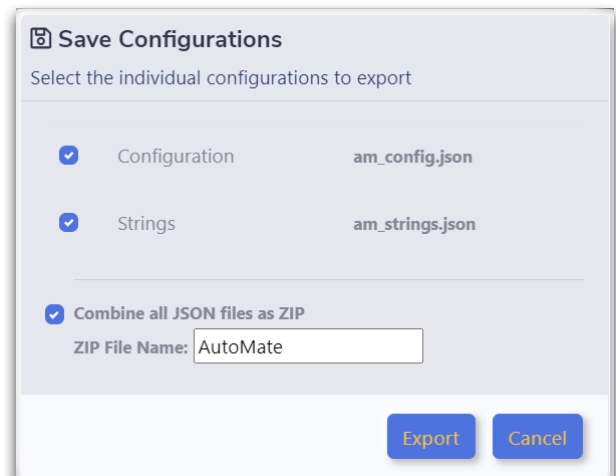 Save Configurations
Select the individual configurations to export
Configuration am_config.json
Strings am_strings.json
Combine all JSON files as ZIP
ZIP File Name: AutoMate
Export Cancel